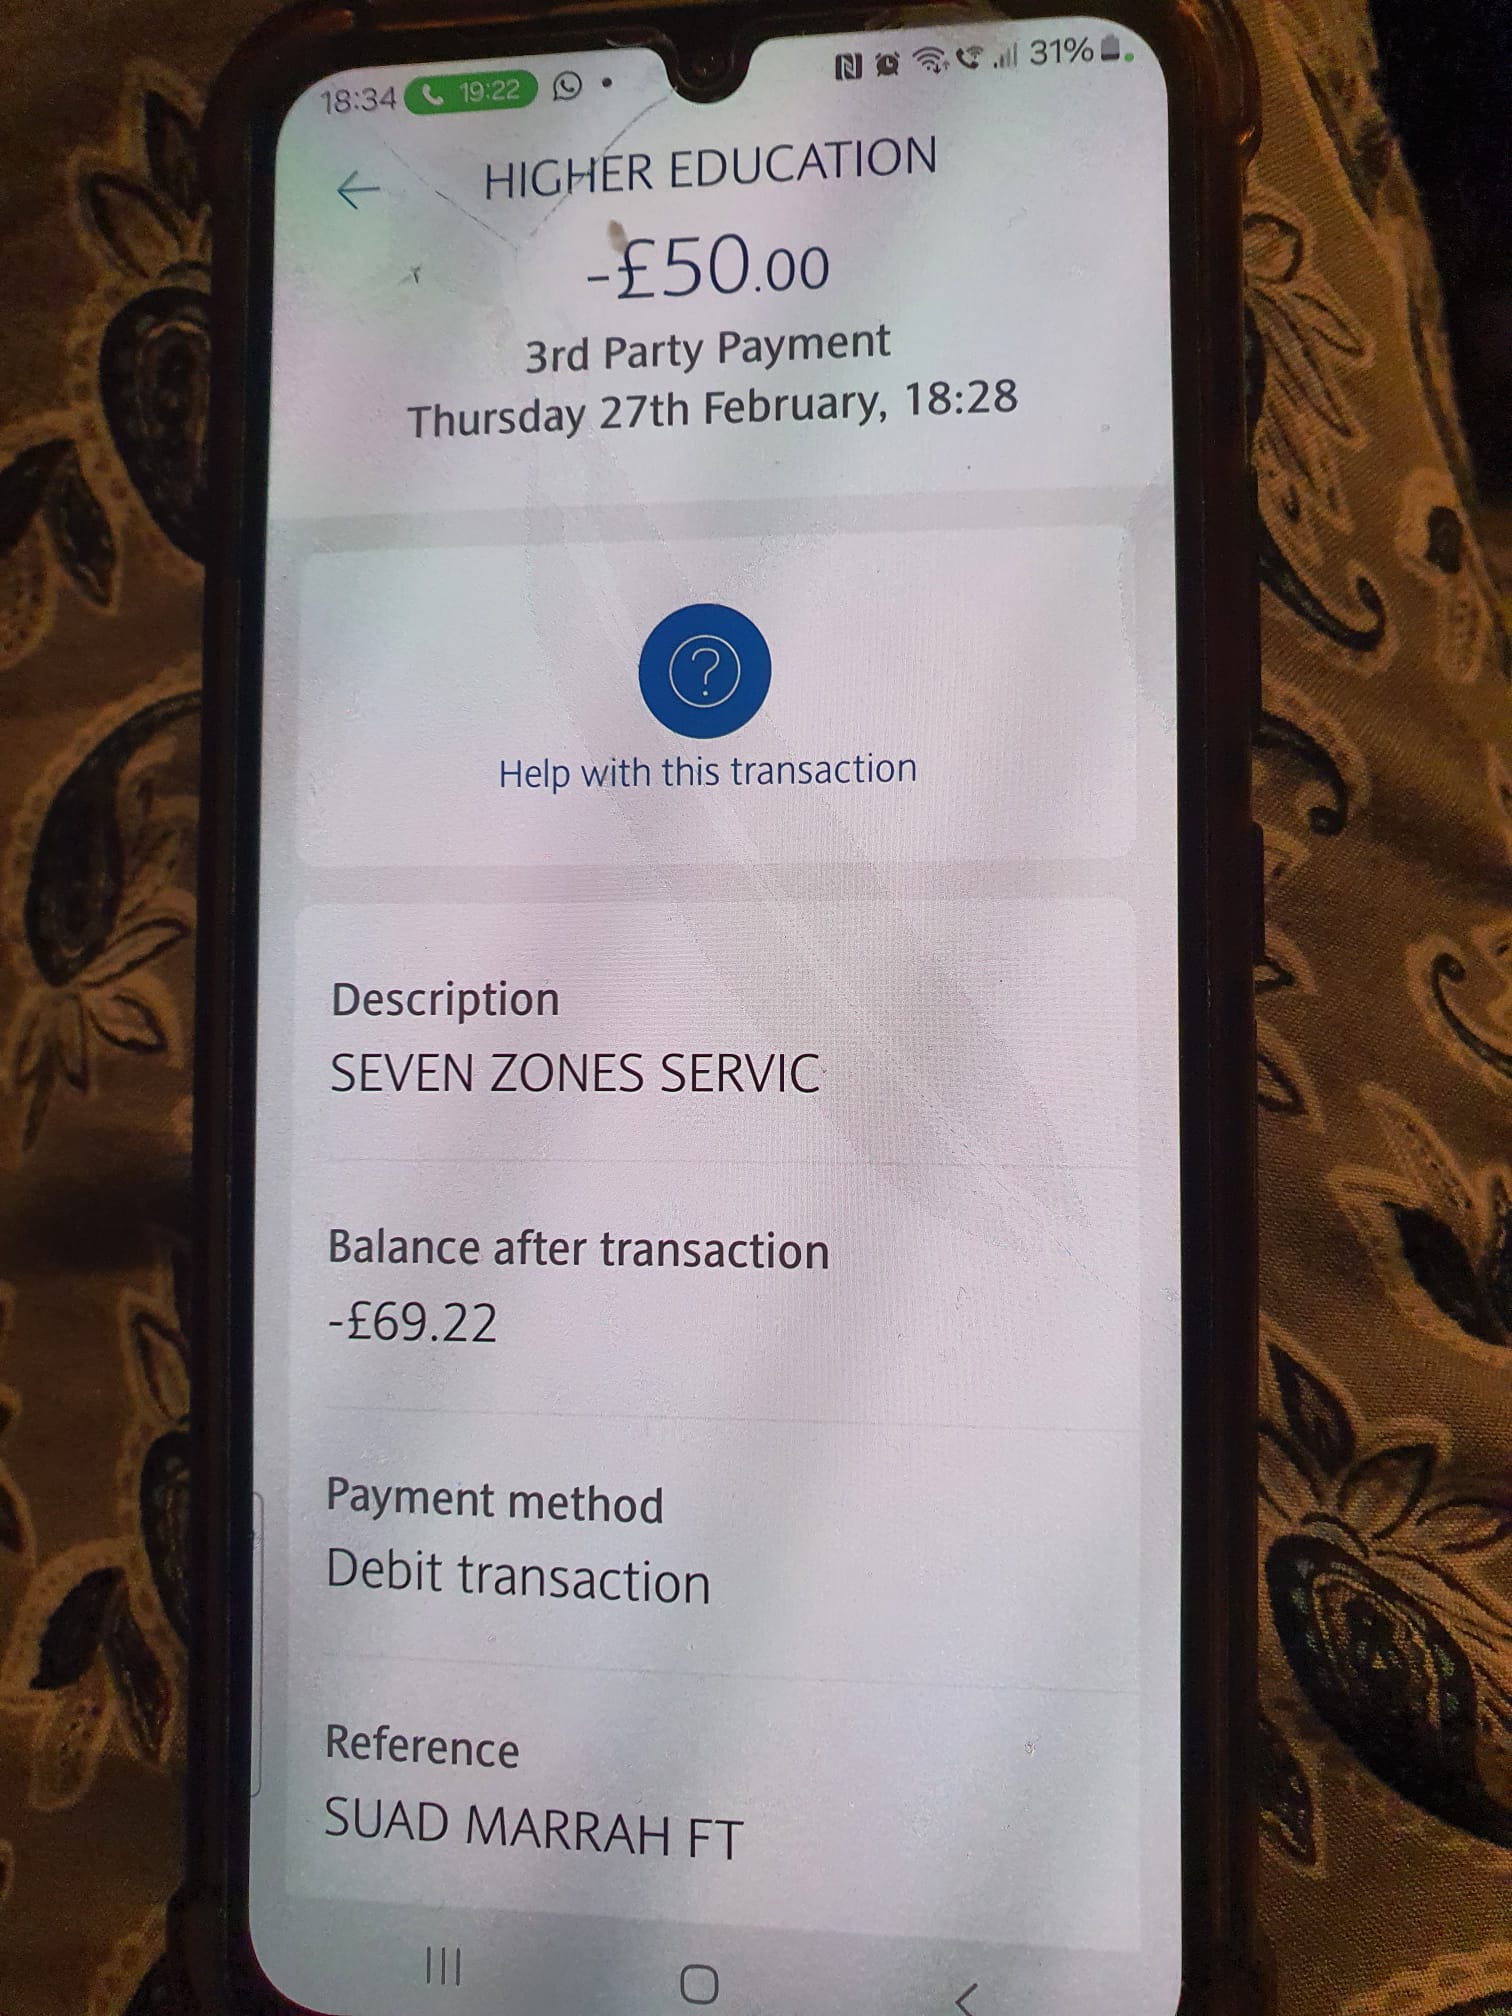 18:34 19:22 31%
HIGHER EDUCATION
-£50.00
3rd Party Payment
Thursday 27th February, 18:28
?
Help with this transaction
Description
SEVEN ZONES SERVIC
Balance after transaction
-£69.22
Payment method
Debit transaction
Reference
SUAD MARRAH FT